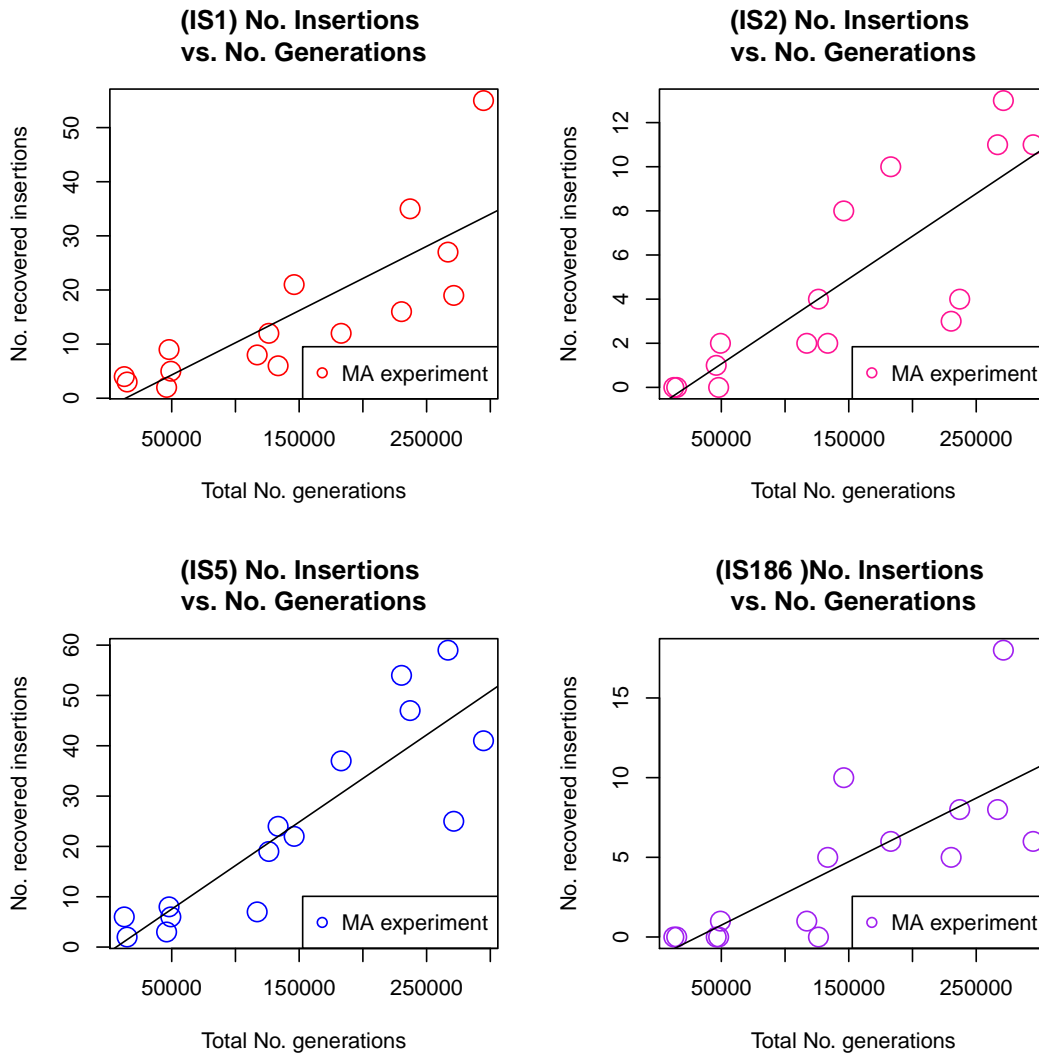 (IS1) No. Insertions
vs. No. Generations
No. recovered insertions
50
40
30
20
10
0
MA experiment
50000 150000 250000
Total No. generations
(IS2) No. Insertions
vs. No. Generations
No. recovered insertions
12
10
8
6
4
2
0
MA experiment
50000 150000 250000
Total No. generations
(IS5) No. Insertions
vs. No. Generations
No. recovered insertions
60
50
40
30
20
10
0
MA experiment
50000 150000 250000
Total No. generations
(IS186 )No. Insertions
vs. No. Generations
No. recovered insertions
15
10
5
0
MA experiment
50000 150000 250000
Total No. generations